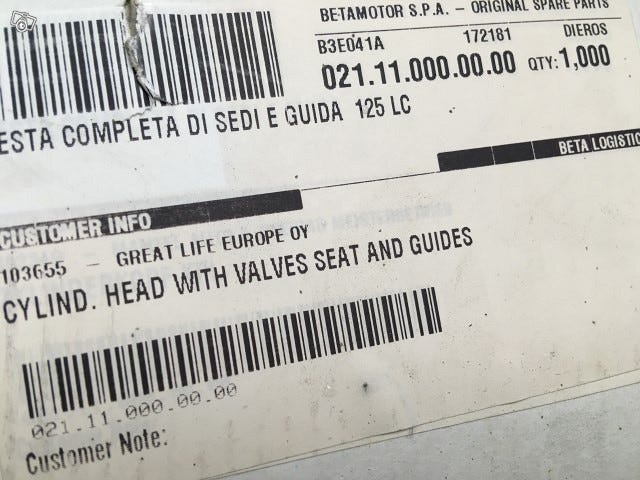 BETAMOTOR S.P.A. - ORIGINAL SPARE PARTS
B3E041A 172181 DIEROS
021.11.000.00.00 QTY: 1,000
ESTA COMPLETA DI SEDI E GUIDA 125 LC
BETA LOGISTIC
CUSTOMER INFO
103655 - GREAT LIFE EUROPE OY
CYLIND. HEAD WITH VALVES SEAT AND GUIDES
021.11.000.00.00
Customer Note: